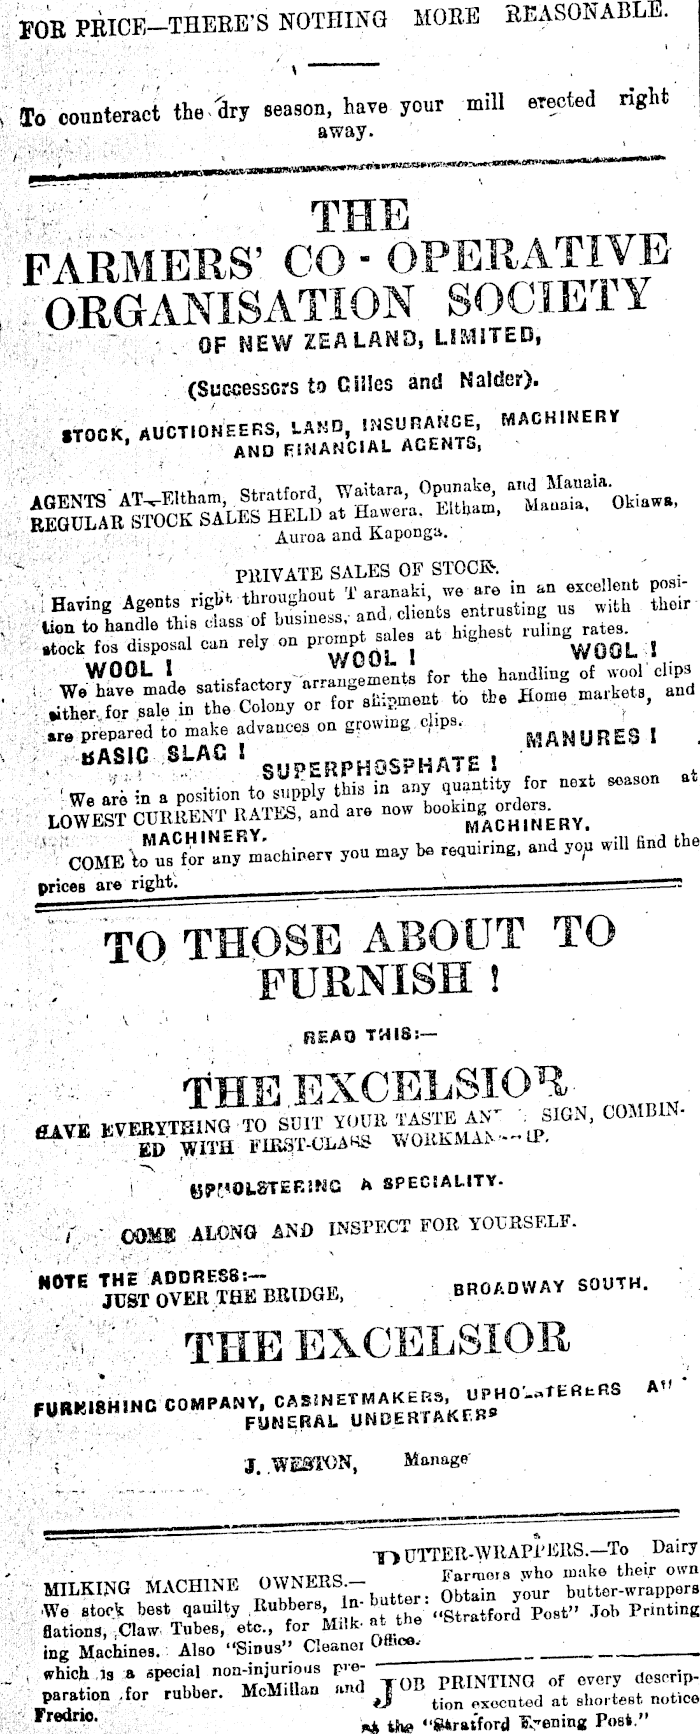 FOR PRICE—THERE'S NOTHING MORE REASONABLE.
To counteract the dry season, have your mill erected right
away.
THE
FARMERS' CO-OPERATIVE
ORGANISATION SOCIETY
OF NEW ZEALAND, LIMITED,
(Successors to Gilles and Nalder).
STOCK, AUCTIONEERS, LAND, INSURANCE, MACHINERY
AND FINANCIAL AGENTS,
AGENTS AT—Eltham, Stratford, Waitara, Opunake, and Manaia.
REGULAR STOCK SALES HELD at Hawera, Eltham, Manaia, Okiawa,
Auroa and Kaponga.
PRIVATE SALES OF STOCK.
Having Agents right throughout Taranaki, we are in an excellent posi-
tion to handle this class of business, and clients entrusting us with their
stock fos disposal can rely on prompt sales at highest ruling rates.
WOOL ! WOOL ! WOOL !
We have made satisfactory arrangements for the handling of wool clips
either for sale in the Colony or for shipment to the Home markets, and
are prepared to make advances on growing clips.
BASIC SLAG ! SUPERPHOSPHATE ! MANURES !
We are in a position to supply this in any quantity for next season at
LOWEST CURRENT RATES, and are now booking orders.
MACHINERY. MACHINERY.
COME to us for any machinery you may be requiring, and you will find the
prices are right.
TO THOSE ABOUT TO
FURNISH !
READ THIS:—
THE EXCELSIOR
HAVE EVERYTHING TO SUIT YOUR TASTE AN SIGN, COMBIN-
ED WITH FIRST-CLASS
UPHOLSTERING A SPECIALITY.
COME ALONG AND INSPECT FOR YOURSELF.
NOTE THE ADDRESS:—
JUST OVER THE BRIDGE, BROADWAY SOUTH.
THE EXCELSIOR
FURNISHING COMPANY, CABINETMAKERS, UPHOLSTERERS
FUNERAL UNDERTAKERS
J. WESTON, Manage
MILKING MACHINE OWNERS.—
We stock best qauilty Rubbers, In-
flations, Claw Tubes, etc., for Milk-
ing Machines. Also "Sinus" Cleaner
which is a special non-injurious pre-
paration for rubber. McMillan and
Fredric.
BUTTER-WRAPPERS.—To Dairy
Farmers who make their own
butter: Obtain your butter-wrappers
at the "Stratford Post" Job Printing
Office.
JOB PRINTING of every descrip-
tion executed at shortest notice
at the "Stratford Evening Post."